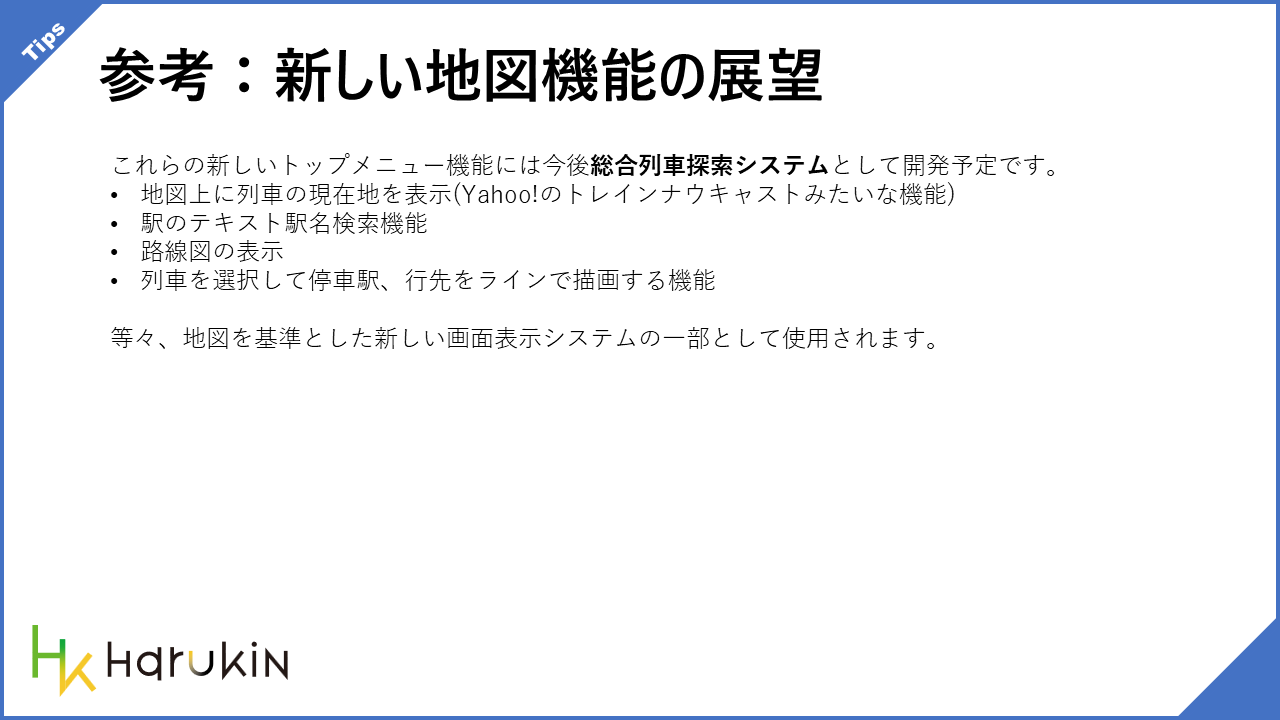 Tips
参考：新しい地図機能の展望
これらの新しいトップメニュー機能には今後総合列車探索システムとして開発予定です。
• 地図上に列車の現在地を表示(Yahoo!のトレインナウキャストみたいな機能)
• 駅のテキスト駅名検索機能
• 路線図の表示
• 列車を選択して停車駅、行先をラインで描画する機能
等々、地図を基準とした新しい画面表示システムの一部として使用されます。
HK HarukiN